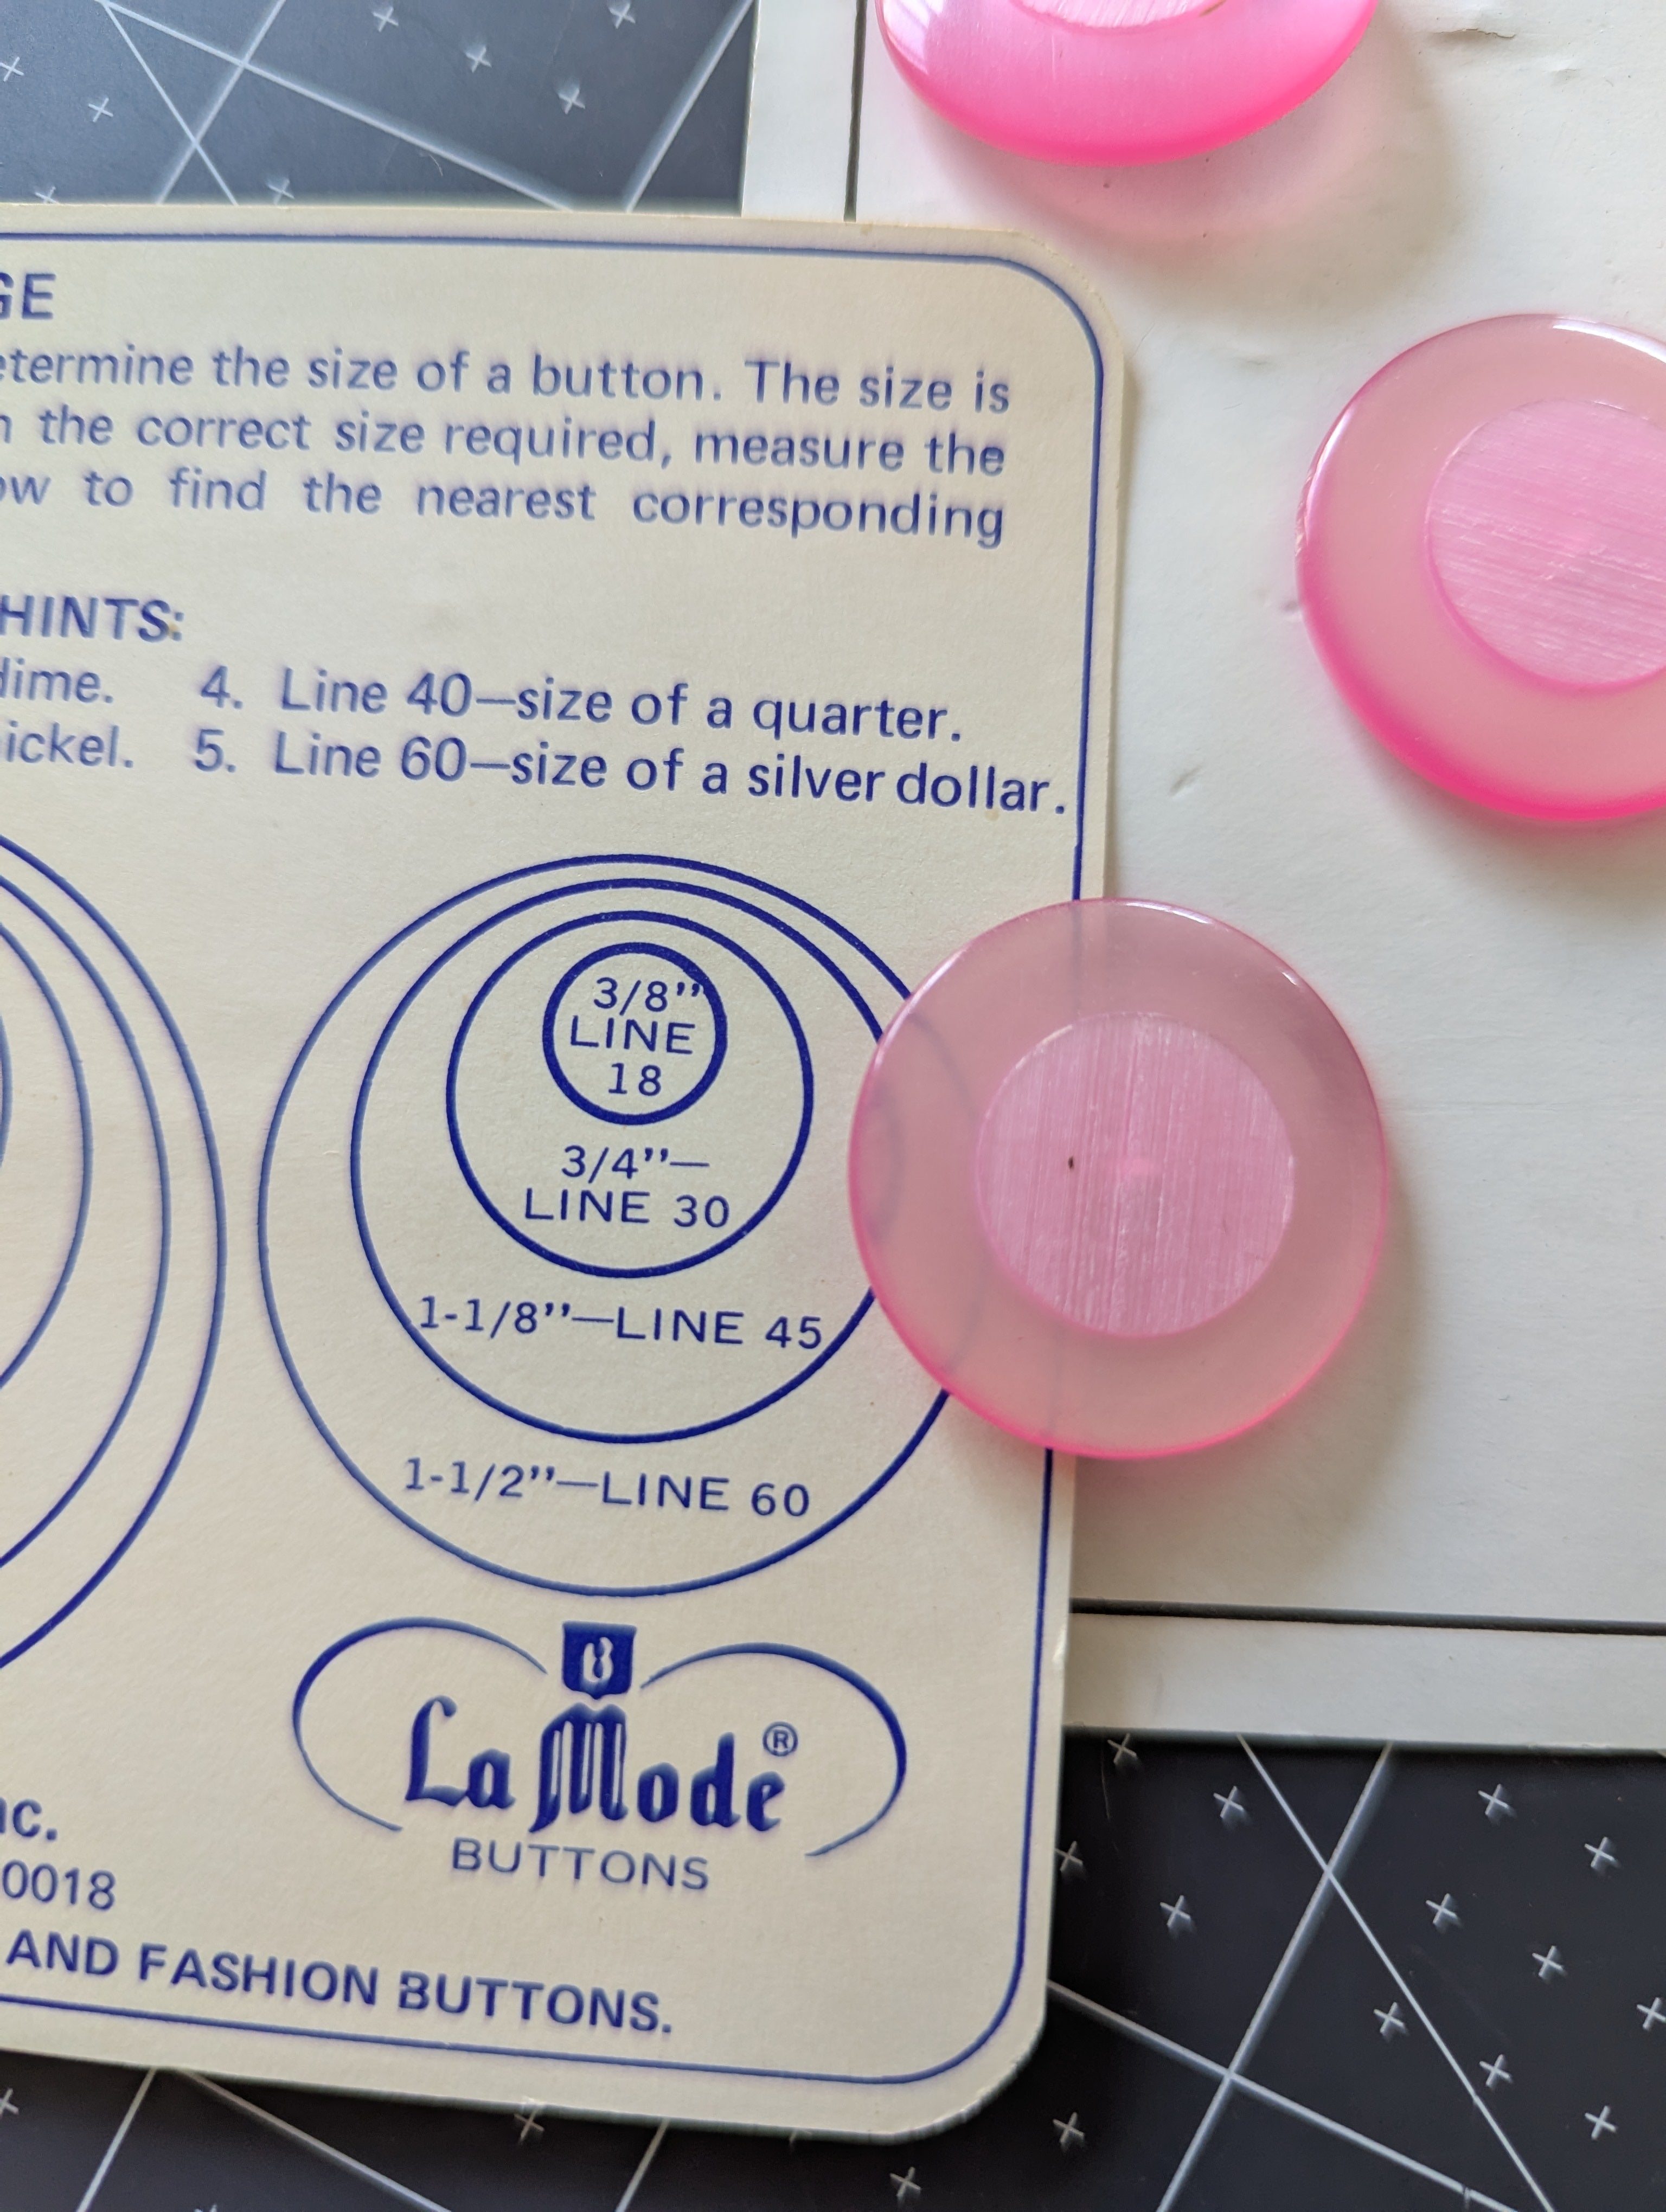 GE
etermine the size of a button. The size is
the correct size required, measure the
ow to find the nearest corresponding
HINTS:
dime. 4. Line 40—size of a quarter.
ickel. 5. Line 60—size of a silver dollar.
3/8”
LINE
18
3/4”—
LINE 30
1-1/8”—LINE 45
1-1/2”—LINE 60
La Mode®
BUTTONS
nc.
0018
AND FASHION BUTTONS.